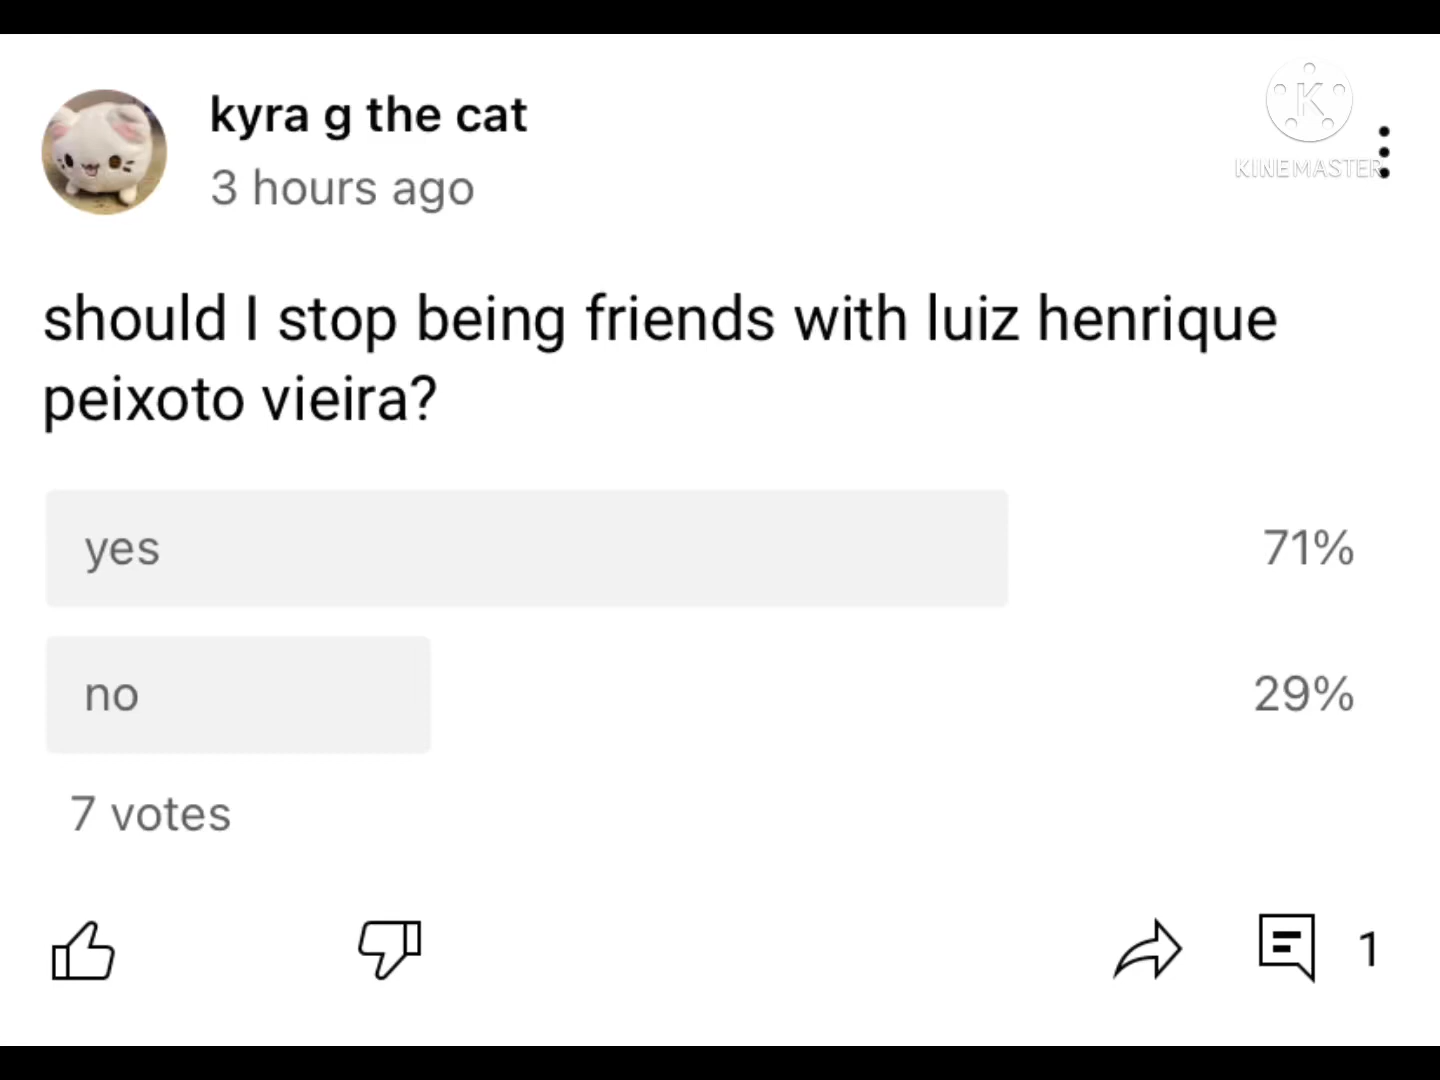 kyra g the cat
3 hours ago
K
KINEMASTER
should I stop being friends with luiz henrique
peixoto vieira?
yes 71%
no 29%
7 votes
1